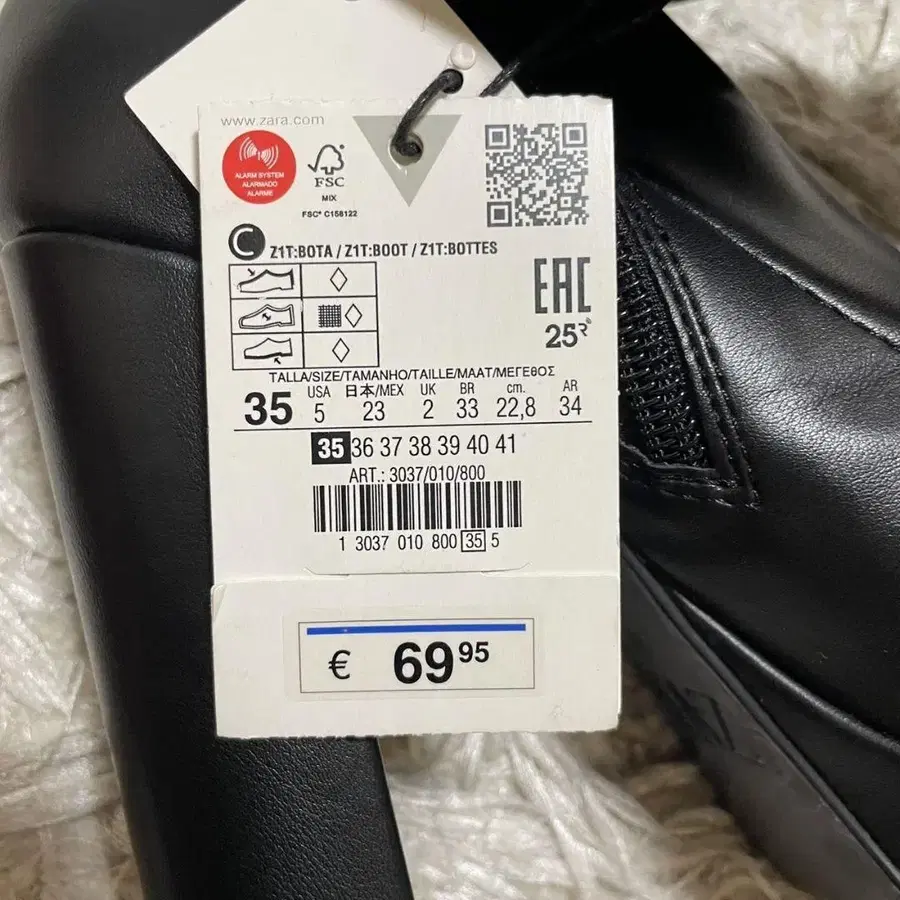 www.zara.com
ALARM SYSTEM
ALARMADO
ALARME
FSC
MIX
FSC® C158122
C Z1T:BOTA / Z1T:BOOT / Z1T:BOTTES
EAC
25
TALLA/SIZE/TAMANHO/TAILLE/MAAT/ΜΕΓΕΘΟΣ
USA 日本/MEX UK BR cm. AR
35 5 23 2 33 22,8 34
35 36 37 38 39 40 41
ART.: 3037/010/800
1 3037 010 800 35 5
€ 69 95